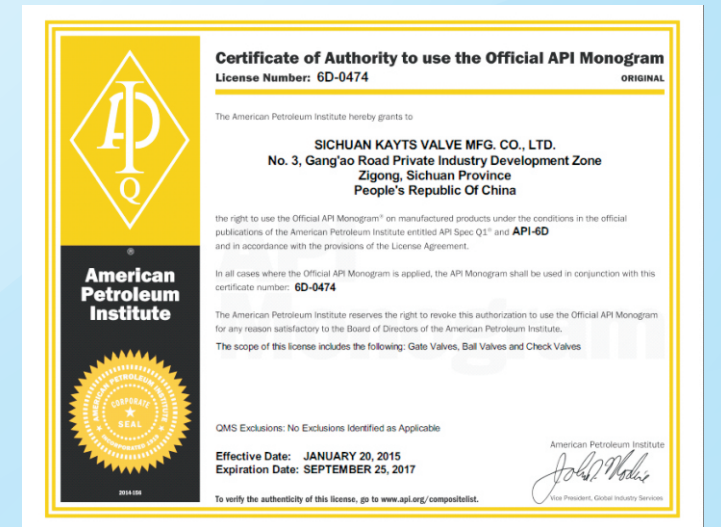 Certificate of Authority to use the Official API Monogram
License Number: 6D-0474
ORIGINAL
The American Petroleum Institute hereby grants to
SICHUAN KAYTS VALVE MFG. CO., LTD.
No. 3, Gang'ao Road Private Industry Development Zone
Zigong, Sichuan Province
People's Republic Of China
the right to use the Official API Monogram® on manufactured products under the conditions in the official
publications of the American Petroleum Institute entitled API Spec Q1® and API-6D
and in accordance with the provisions of the License Agreement.
In all cases where the Official API Monogram is applied, the API Monogram shall be used in conjunction with this
certificate number: 6D-0474
The American Petroleum Institute reserves the right to revoke this authorization to use the Official API Monogram
for any reason satisfactory to the Board of Directors of the American Petroleum Institute.
The scope of this license includes the following: Gate Valves, Ball Valves and Check Valves
QMS Exclusions: No Exclusions Identified as Applicable
Effective Date: JANUARY 20, 2015
Expiration Date: SEPTEMBER 25, 2017
To verify the authenticity of this license, go to www.api.org/compositelist.
American Petroleum Institute
Vice President, Global Industry Services
API
Q
®
American
Petroleum
Institute
AMERICAN PETROLEUM INSTITUTE
CORPORATE
SEAL
INCORPORATED 1919
2014-156
API
Monogram